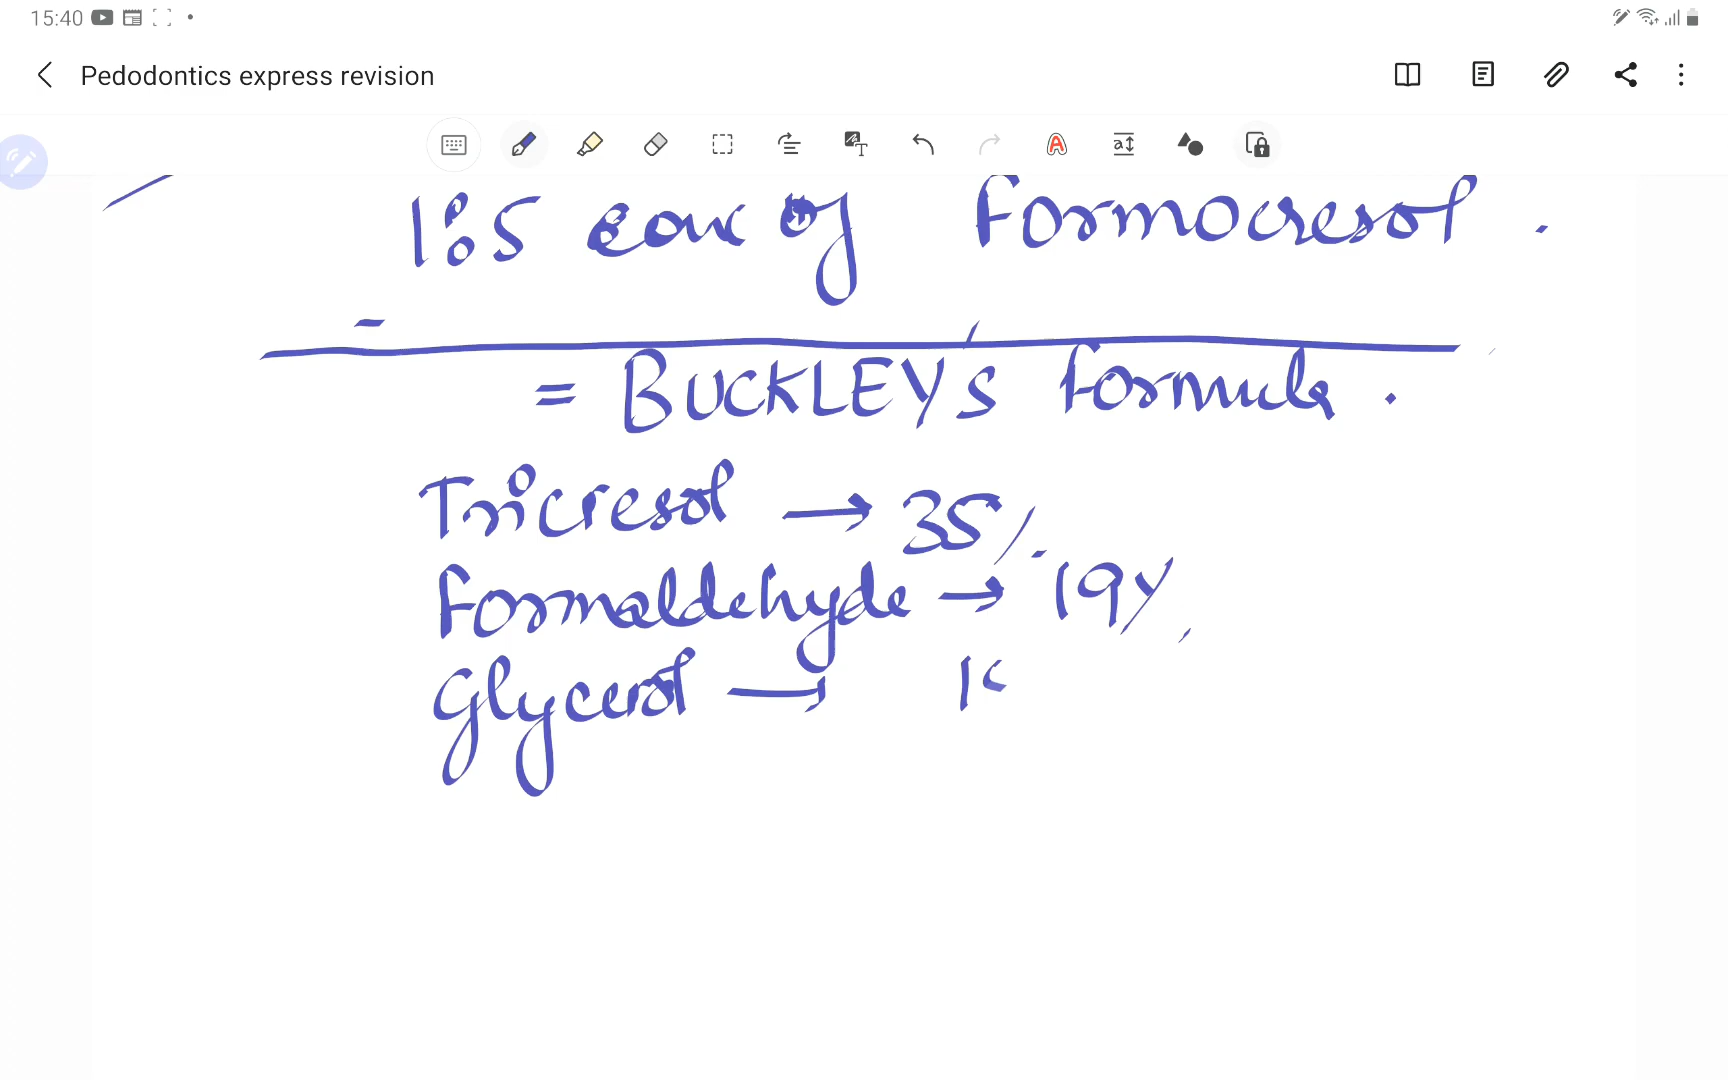 15:40
Pedodontics express revision
1:5 conc of Formocresol.
= BUCKLEY's formula.
Tricresol → 35%.
Formaldehyde → 19%.
Glycerol →